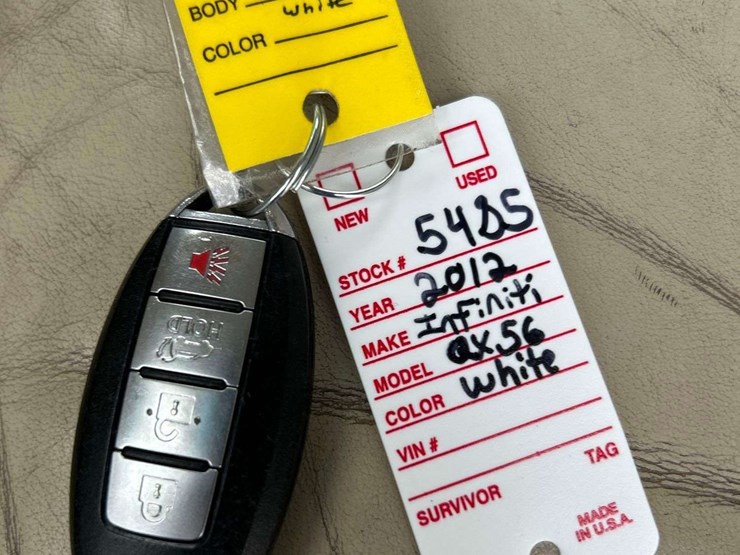 BODY
white
COLOR
HOLD
NEW
USED
STOCK # 5485
YEAR 2012
MAKE Infiniti
MODEL QX56
COLOR white
VIN #
SURVIVOR TAG
MADE
IN U.S.A.